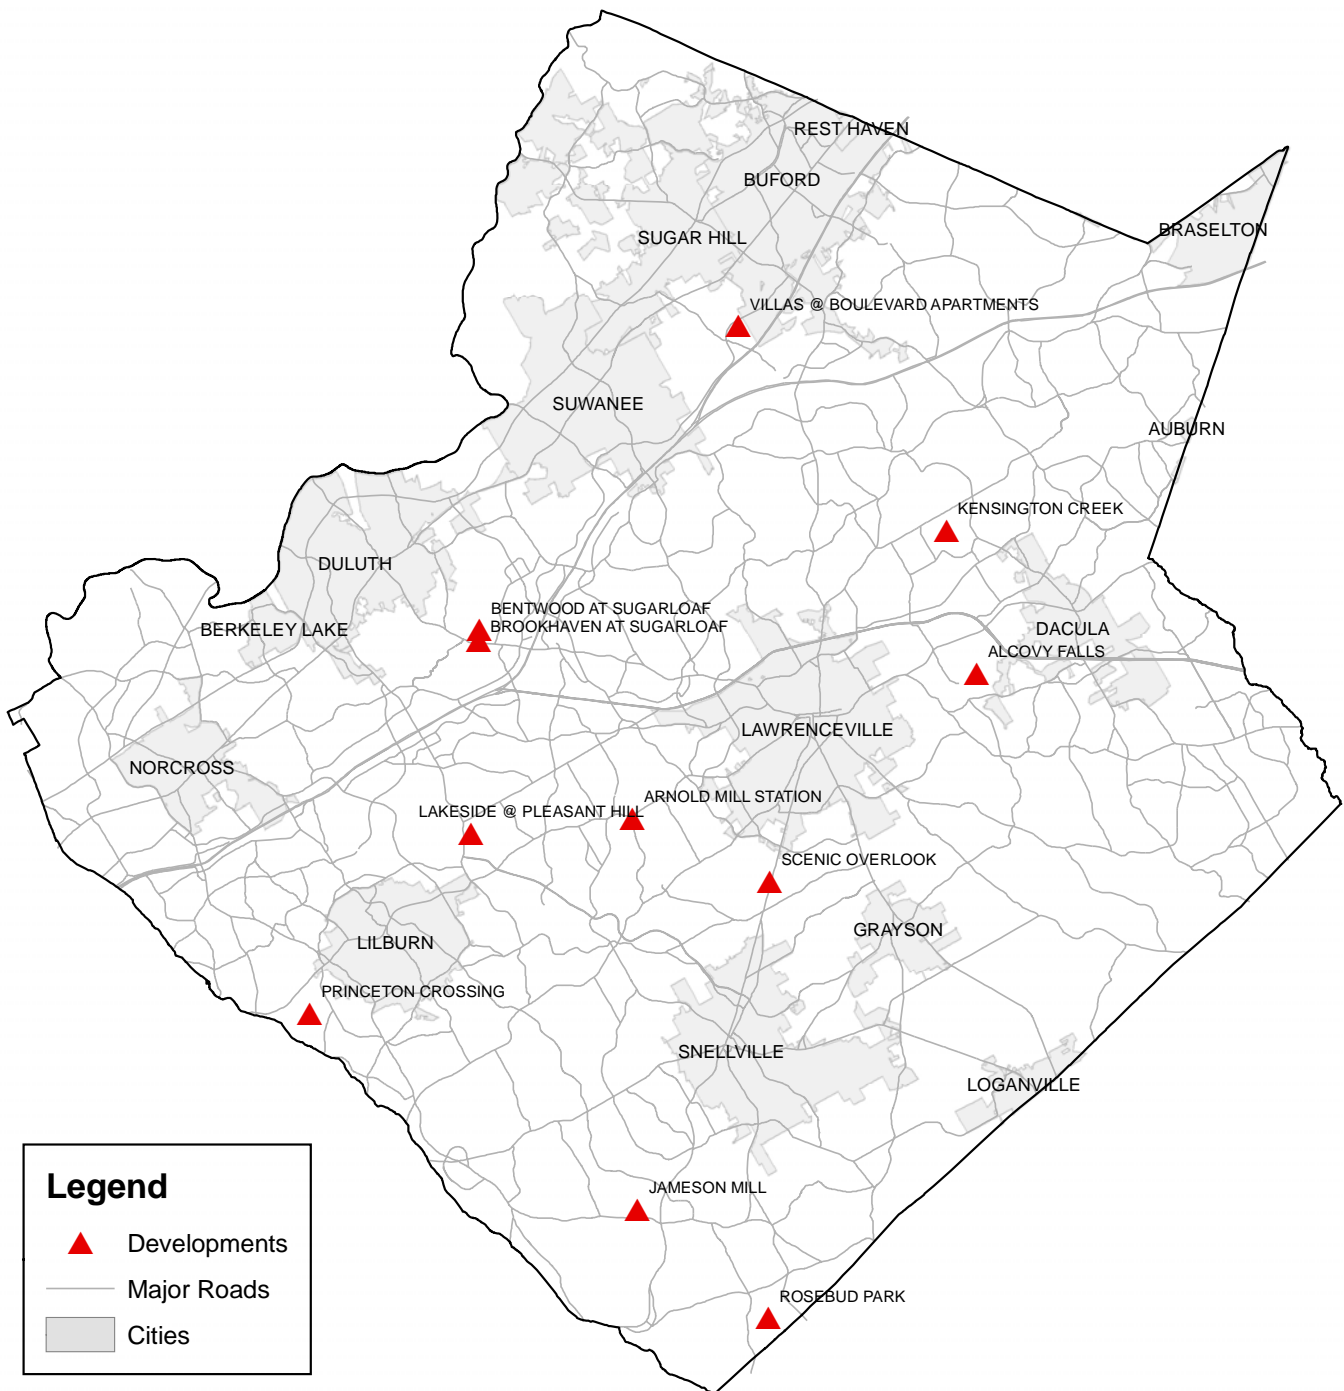 REST HAVEN
BUFORD
BRASELTON
SUGAR HILL
VILLAS @ BOULEVARD APARTMENTS
SUWANEE
AUBURN
KENSINGTON CREEK
DULUTH
BENTWOOD AT SUGARLOAF
BROOKHAVEN AT SUGARLOAF
BERKELEY LAKE
DACULA
ALCOVY FALLS
LAWRENCEVILLE
NORCROSS
ARNOLD MILL STATION
LAKESIDE @ PLEASANT HILL
SCENIC OVERLOOK
GRAYSON
LILBURN
PRINCETON CROSSING
SNELLVILLE
LOGANVILLE
JAMESON MILL
ROSEBUD PARK
Legend
Developments
Major Roads
Cities